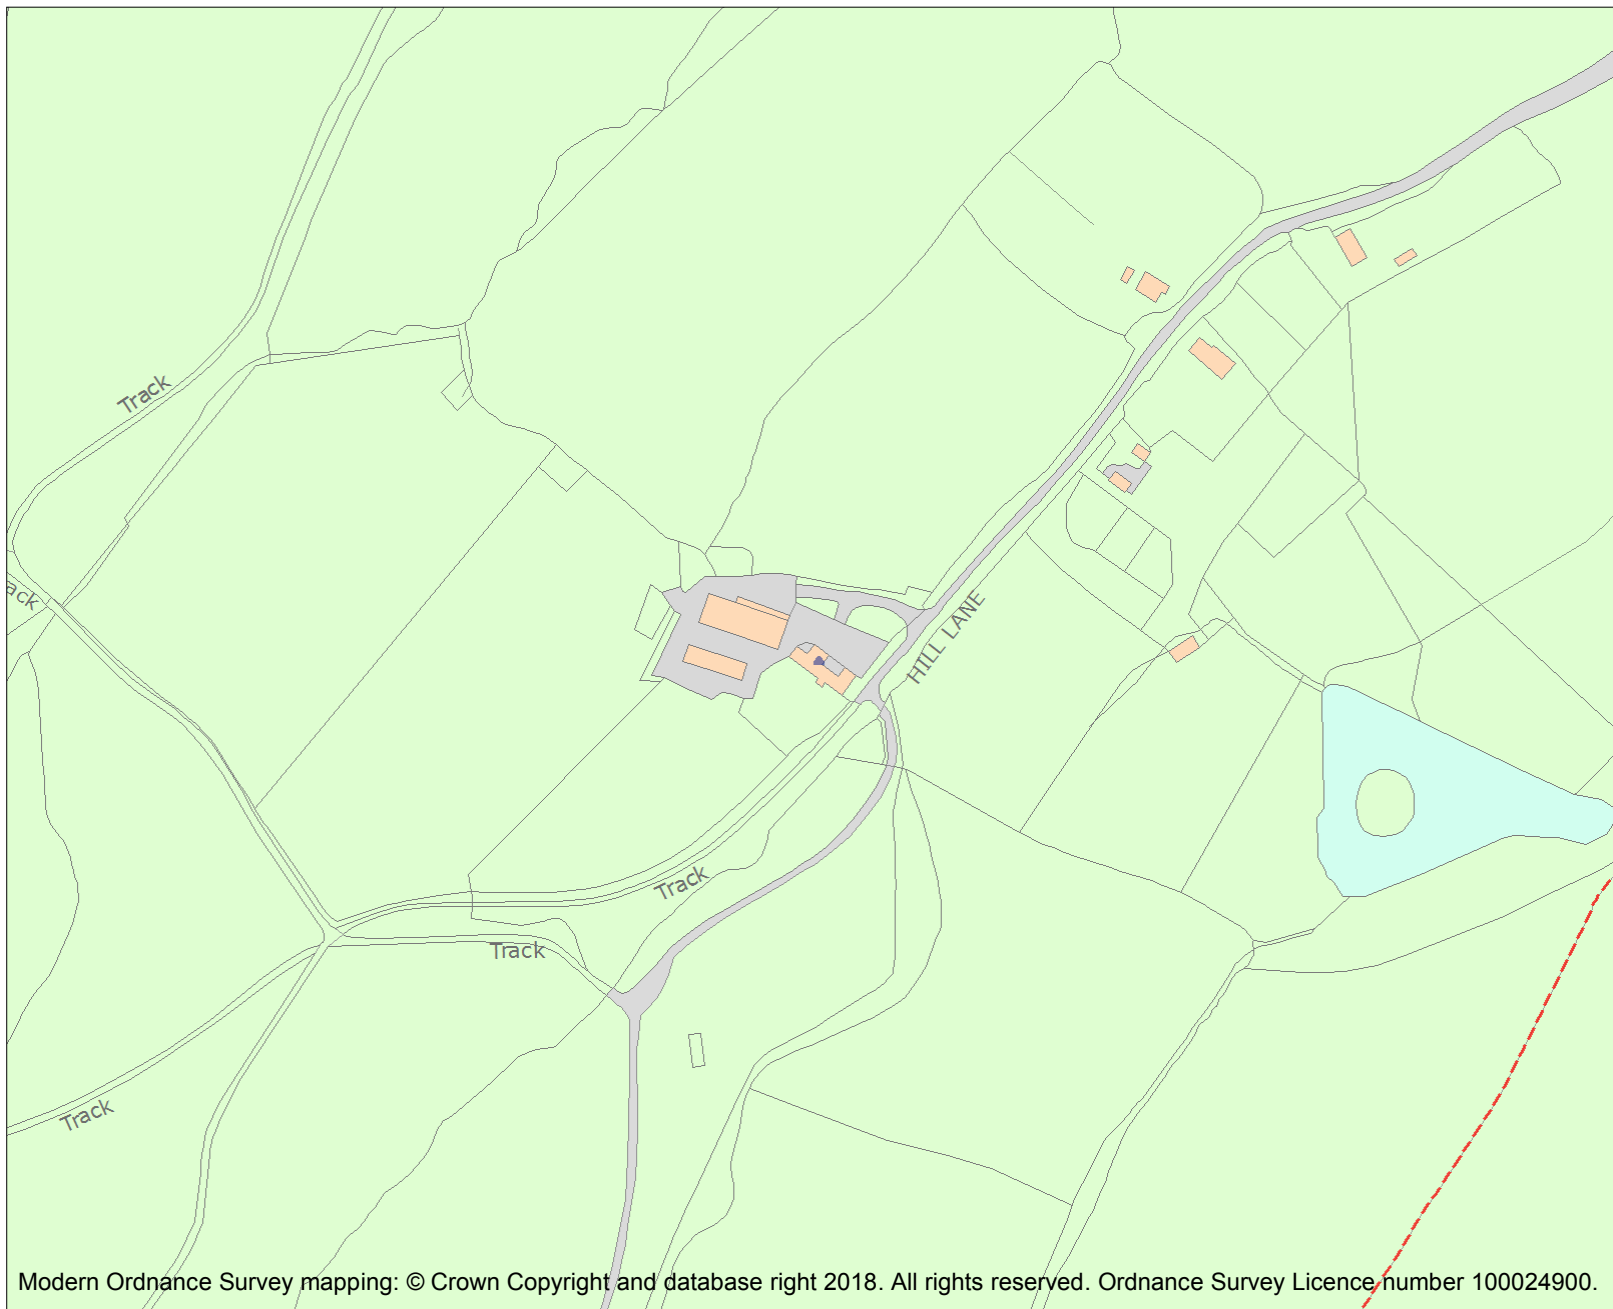 Track
ack
HILL LANE
Track
Track
Track
Modern Ordnance Survey mapping: © Crown Copyright and database right 2018. All rights reserved. Ordnance Survey Licence number 100024900.